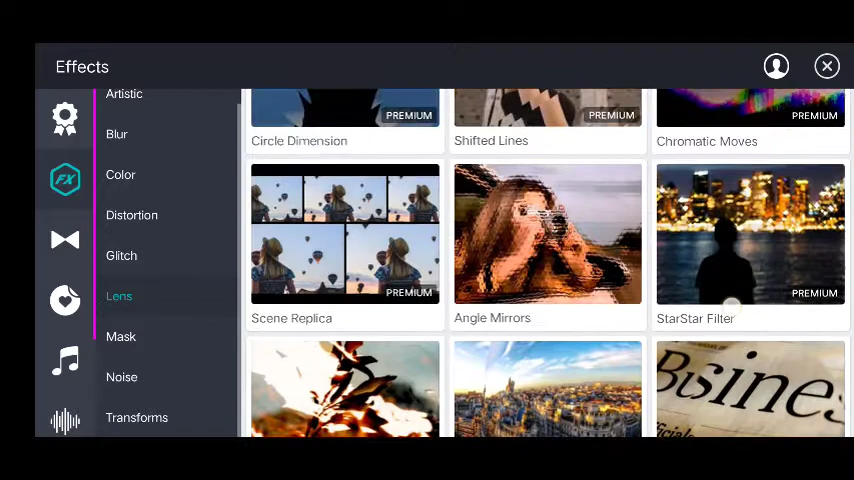 Effects
Artistic
Blur
Color
Distortion
Glitch
Lens
Mask
Noise
Transforms
FX
PREMIUM
PREMIUM
PREMIUM
Circle Dimension
Shifted Lines
Chromatic Moves
PREMIUM
PREMIUM
Scene Replica
Angle Mirrors
StarStar Filter
Busines